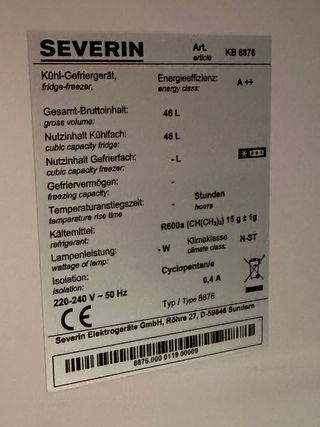 SEVERIN Art. KB 8876
article
Kühl-Gefriergerät, Energieeffizienz: A ++
fridge-freezer, energy class:
Gesamt-Bruttoinhalt: 46 L
gross volume:
Nutzinhalt Kühlfach: 46 L
cubic capacity fridge:
Nutzinhalt Gefrierfach: - L
cubic capacity freezer:
Gefriervermögen: -
freezing capacity:
Temperaturanstiegszeit: - Stunden
temperature rise time hours
Kältemittel: R600a (CH(CH₃)₃) 15 g ± 1g
refrigerant:
Lampenleistung: - W Klimaklasse N-ST
wattage of lamp: climate class:
Isolation: Cyclopentan/e
isolation:
220-240 V ~ 50 Hz 0,4 A
CE Typ / Type 8876
Severin Elektrogeräte GmbH, Röhre 27, D-59846 Sundern
8876.000 0119 00009